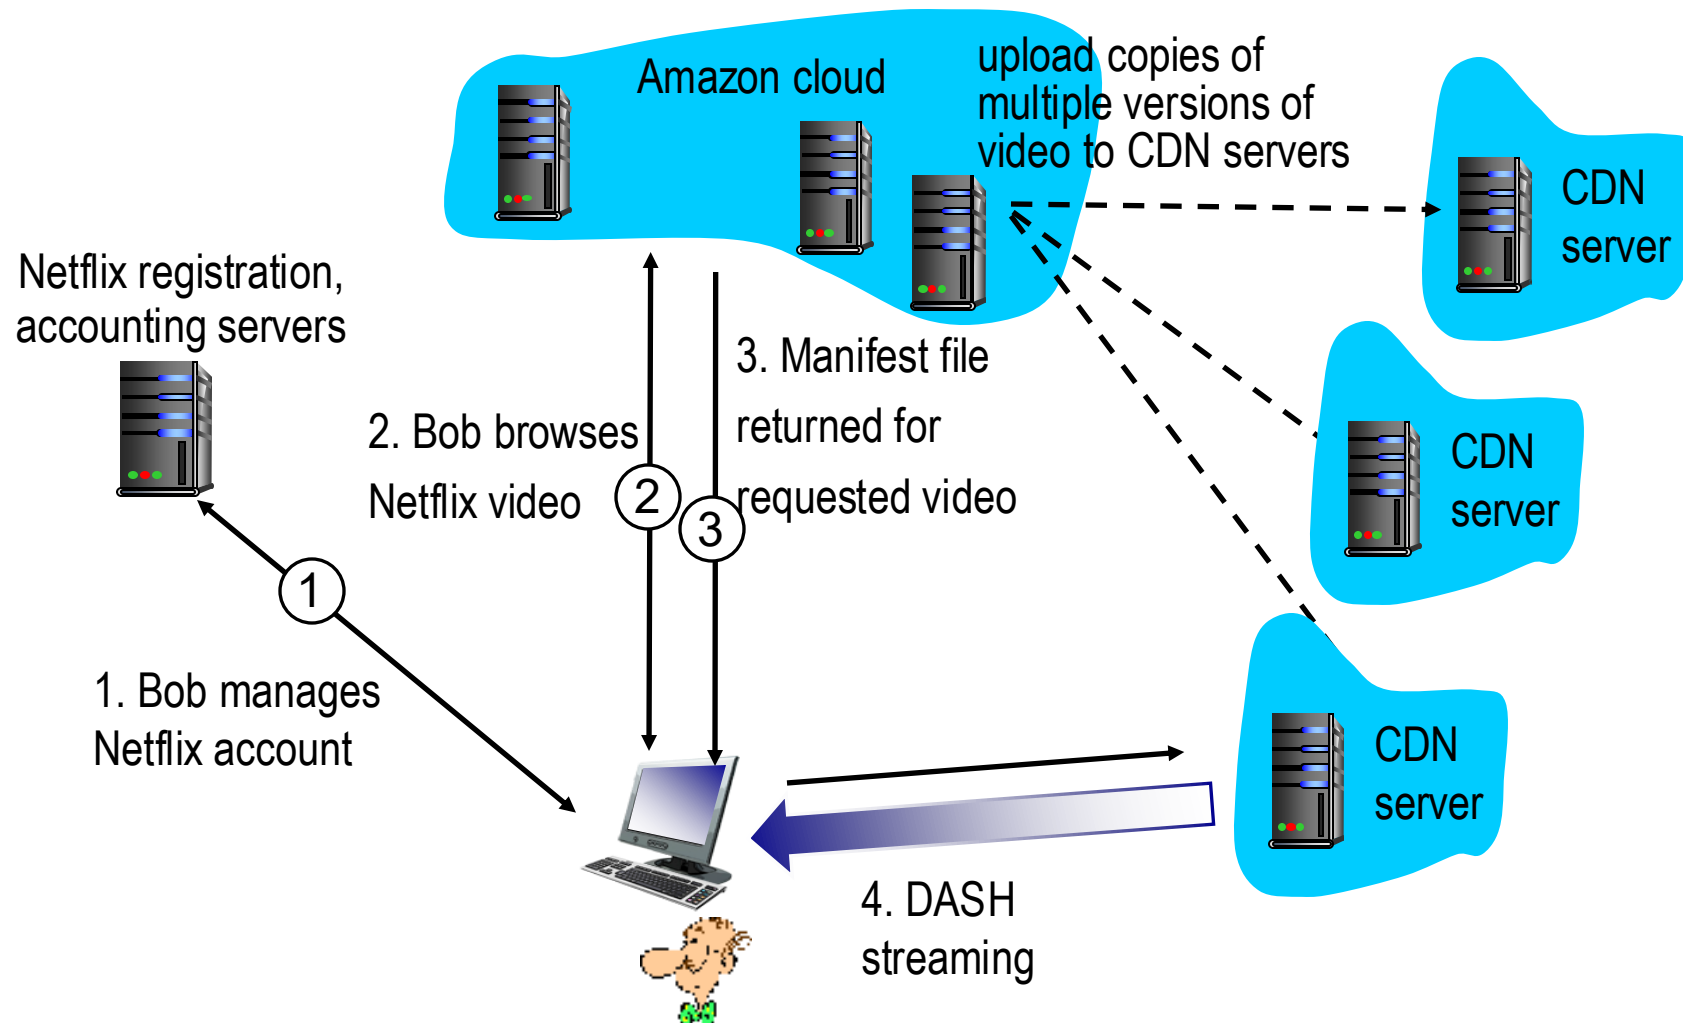 Amazon cloud
upload copies of
multiple versions of
video to CDN servers
CDN
server
Netflix registration,
accounting servers
3. Manifest file
returned for
requested video
2. Bob browses
Netflix video
2
3
CDN
server
1
1. Bob manages
Netflix account
CDN
server
4. DASH
streaming